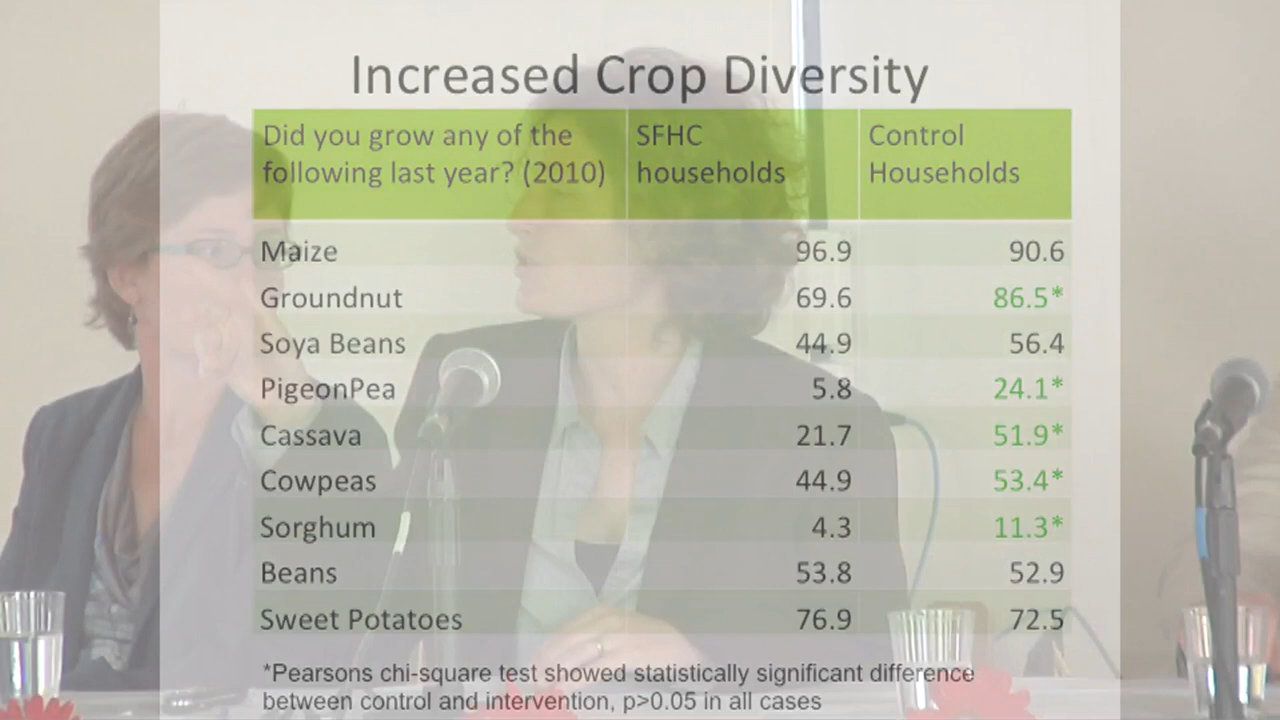 Increased Crop Diversity
Did you grow any of the SFHC Control
following last year? (2010) households Households
Maize 96.9 90.6
Groundnut 69.6 86.5*
Soya Beans 44.9 56.4
PigeonPea 5.8 24.1*
Cassava 21.7 51.9*
Cowpeas 44.9 53.4*
Sorghum 4.3 11.3*
Beans 53.8 52.9
Sweet Potatoes 76.9 72.5
*Pearsons chi-square test showed statistically significant difference
between control and intervention, p>0.05 in all cases